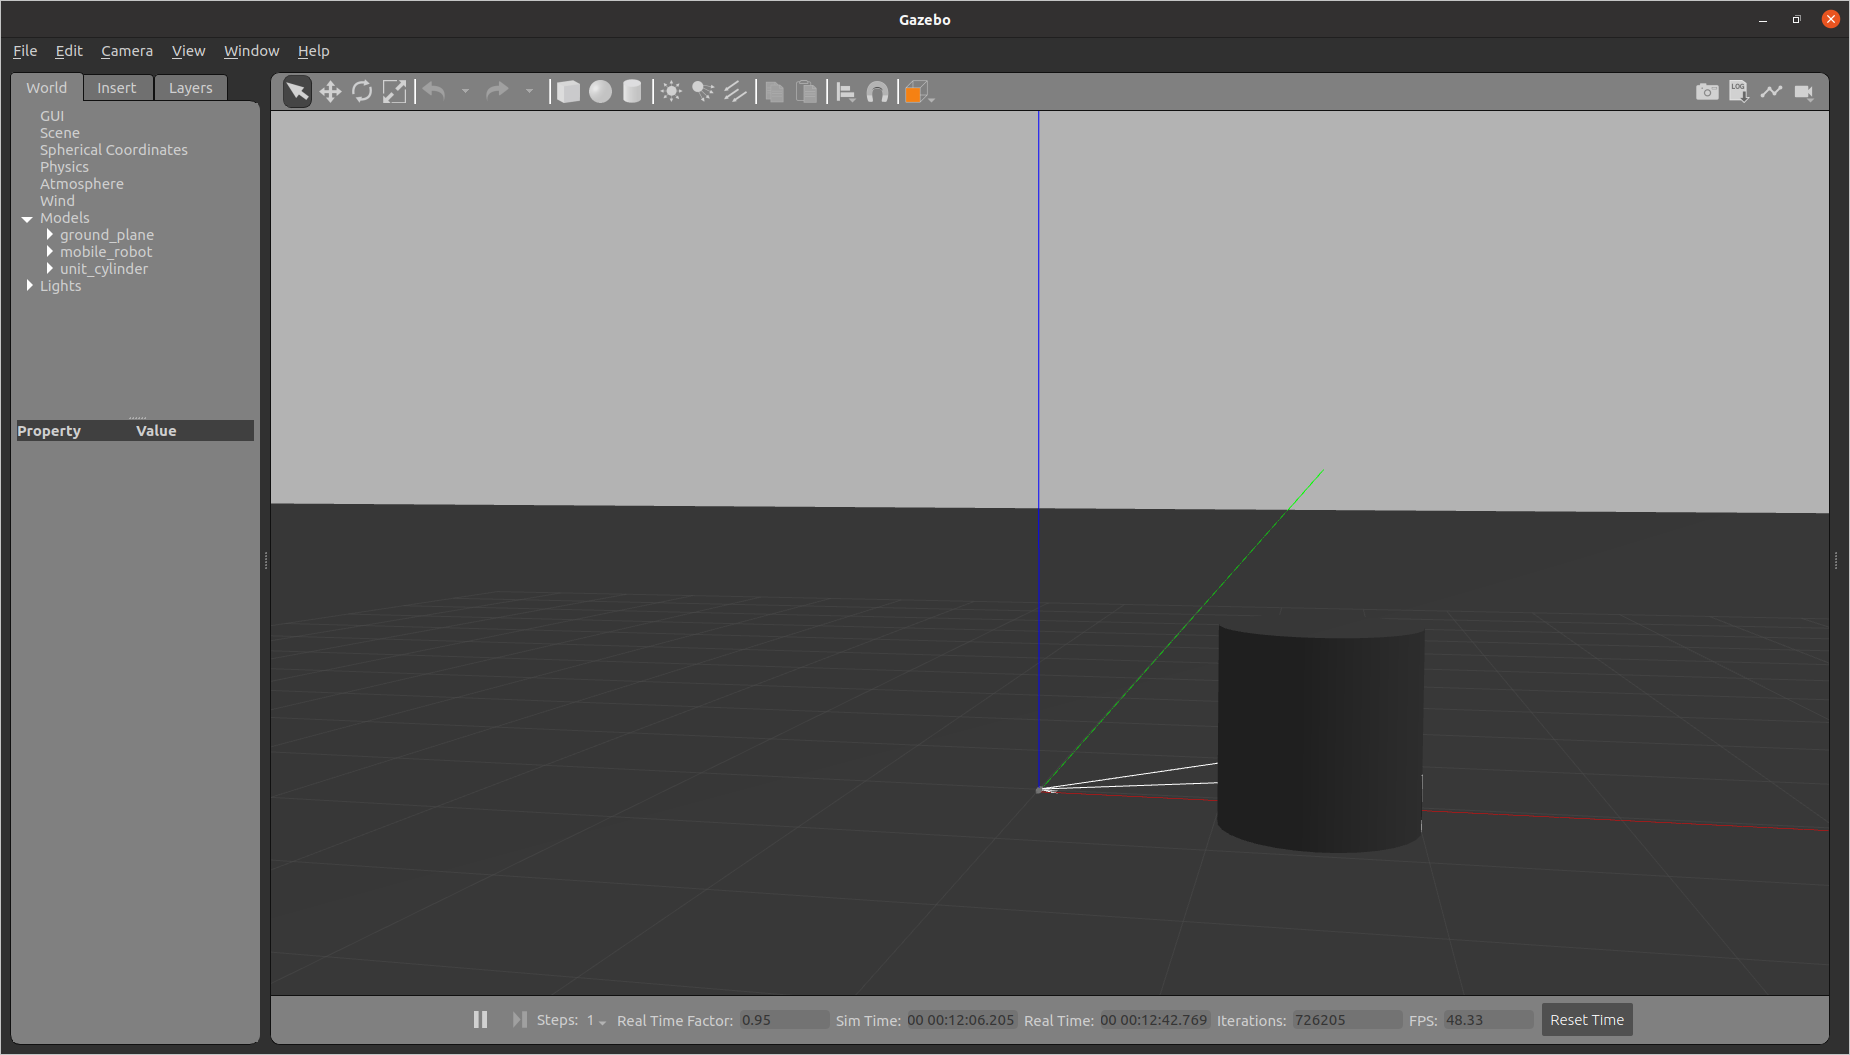 Gazebo
File Edit Camera View Window Help
World Insert Layers
LOG
GUI
Scene
Spherical Coordinates
Physics
Atmosphere
Wind
Models
ground_plane
mobile_robot
unit_cylinder
Lights
Property Value
Steps: 1 Real Time Factor: 0.95 Sim Time: 00 00:12:06.205 Real Time: 00 00:12:42.769 Iterations: 726205 FPS: 48.33 Reset Time